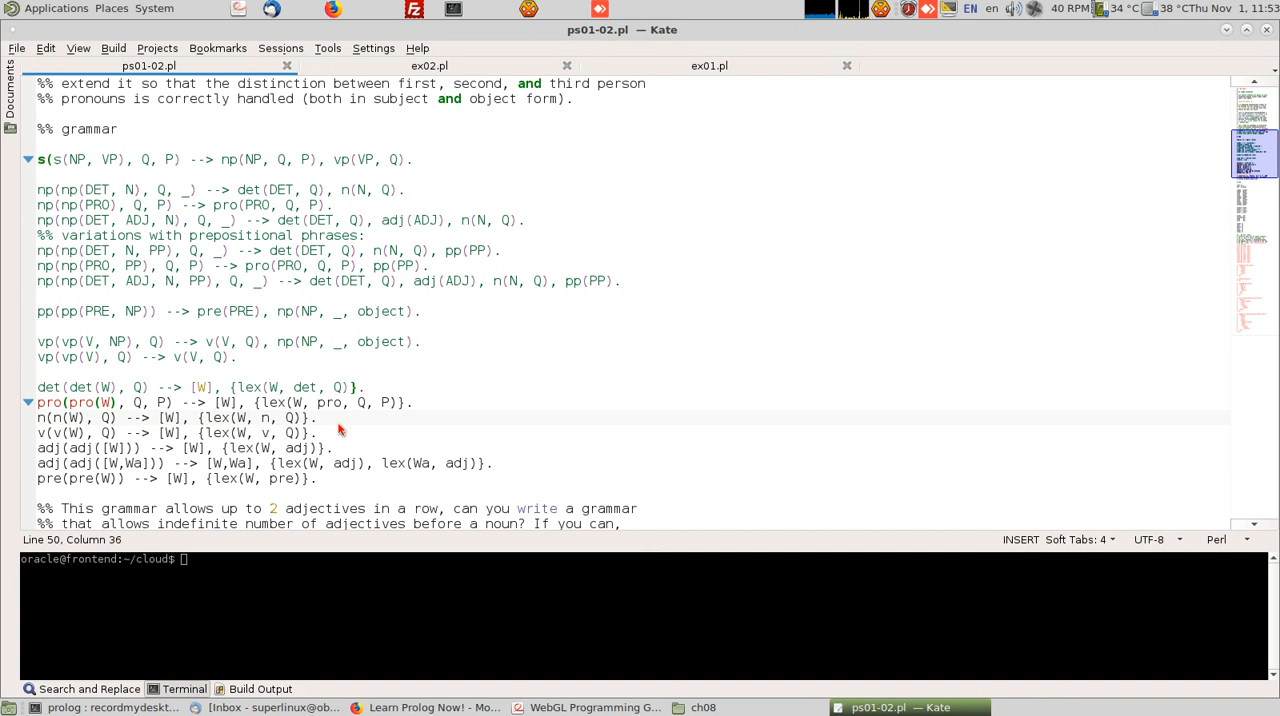 Applications Places System
EN en 40 RPM 34 °C 38 °C Thu Nov 1, 11:53
ps01-02.pl — Kate
File Edit View Build Projects Bookmarks Sessions Tools Settings Help
ps01-02.pl ex02.pl ex01.pl
Documents
%% extend it so that the distinction between first, second, and third person
%% pronouns is correctly handled (both in subject and object form).
%% grammar
s(s(NP, VP), Q, P) --> np(NP, Q, P), vp(VP, Q).
np(np(DET, N), Q, _) --> det(DET, Q), n(N, Q).
np(np(PRO), Q, P) --> pro(PRO, Q, P).
np(np(DET, ADJ, N), Q, _) --> det(DET, Q), adj(ADJ), n(N, Q).
%% variations with prepositional phrases:
np(np(DET, N, PP), Q, _) --> det(DET, Q), n(N, Q), pp(PP).
np(np(PRO, PP), Q, P) --> pro(PRO, Q, P), pp(PP).
np(np(DET, ADJ, N, PP), Q, _) --> det(DET, Q), adj(ADJ), n(N, Q), pp(PP).
pp(pp(PRE, NP)) --> pre(PRE), np(NP, _, object).
vp(vp(V, NP), Q) --> v(V, Q), np(NP, _, object).
vp(vp(V), Q) --> v(V, Q).
det(det(W), Q) --> [W], {lex(W, det, Q)}.
pro(pro(W), Q, P) --> [W], {lex(W, pro, Q, P)}.
n(n(W), Q) --> [W], {lex(W, n, Q)}.
v(v(W), Q) --> [W], {lex(W, v, Q)}.
adj(adj([W])) --> [W], {lex(W, adj)}.
adj(adj([W,Wa])) --> [W,Wa], {lex(W, adj), lex(Wa, adj)}.
pre(pre(W)) --> [W], {lex(W, pre)}.
%% This grammar allows up to 2 adjectives in a row, can you write a grammar
%% that allows indefinite number of adjectives before a noun? If you can,
Line 50, Column 36 INSERT Soft Tabs: 4 UTF-8 Perl
oracle@frontend:~/cloud$
Search and Replace Terminal Build Output
prolog : recordmydeskt... [Inbox - superlinux@ob... Learn Prolog Now! - Mo... WebGL Programming G... ch08 ps01-02.pl — Kate